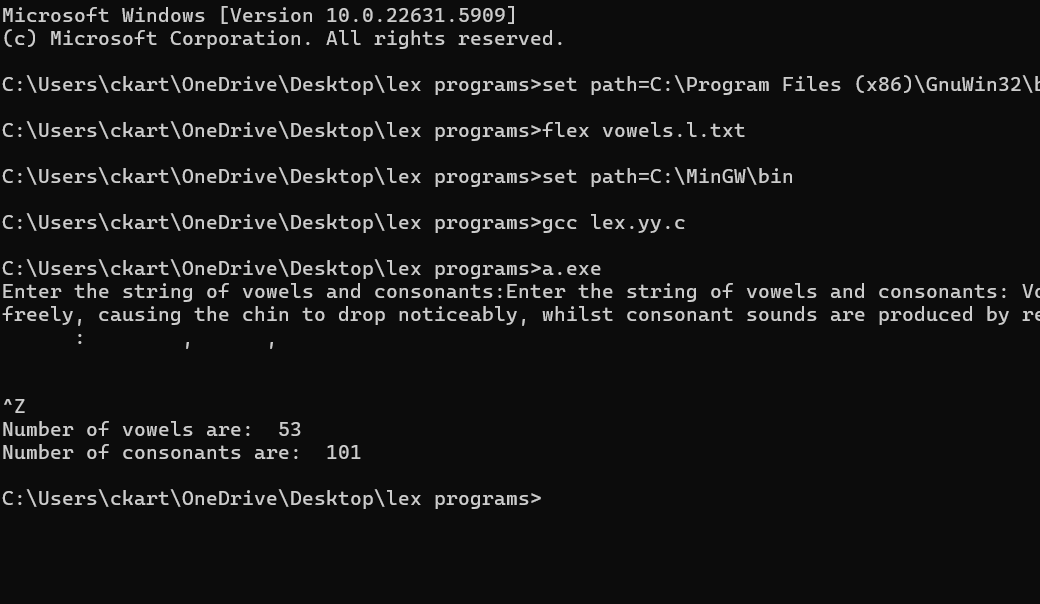 Microsoft Windows [Version 10.0.22631.5909]
(c) Microsoft Corporation. All rights reserved.
C:\Users\ckart\OneDrive\Desktop\lex programs>set path=C:\Program Files (x86)\GnuWin32\
C:\Users\ckart\OneDrive\Desktop\lex programs>flex vowels.l.txt
C:\Users\ckart\OneDrive\Desktop\lex programs>set path=C:\MinGW\bin
C:\Users\ckart\OneDrive\Desktop\lex programs>gcc lex.yy.c
C:\Users\ckart\OneDrive\Desktop\lex programs>a.exe
Enter the string of vowels and consonants:Enter the string of vowels and consonants:
freely, causing the chin to drop noticeably, whilst consonant sounds are produced by
: , ,
^Z
Number of vowels are:  53
Number of consonants are:  101
C:\Users\ckart\OneDrive\Desktop\lex programs>